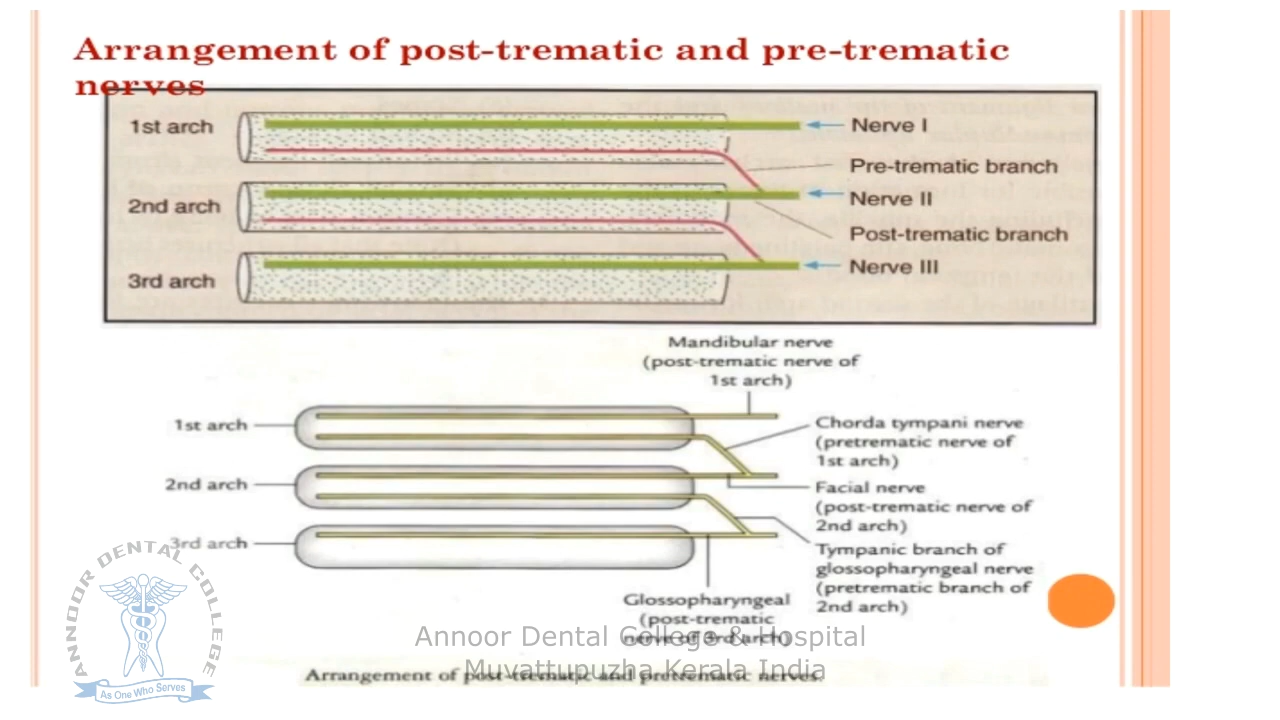 Arrangement of post-trematic and pre-trematic
nerves
1st arch
Nerve I
Pre-trematic branch
2nd arch
Nerve II
Post-trematic branch
3rd arch
Nerve III
Mandibular nerve
(post-trematic nerve of
1st arch)
1st arch
Chorda tympani nerve
(pretrematic nerve of
1st arch)
2nd arch
Facial nerve
(post-trematic nerve of
2nd arch)
3rd arch
Tympanic branch of
glossopharyngeal nerve
(pretrematic branch of
2nd arch)
Glossopharyngeal
(post-trematic
nerve of 3rd arch)
Arrangement of post-trematic and pretrematic nerves.
Annoor Dental College & Hospital
Muvattupuzha Kerala India
ANNOOR DENTAL COLLEGE
As One Who Serves